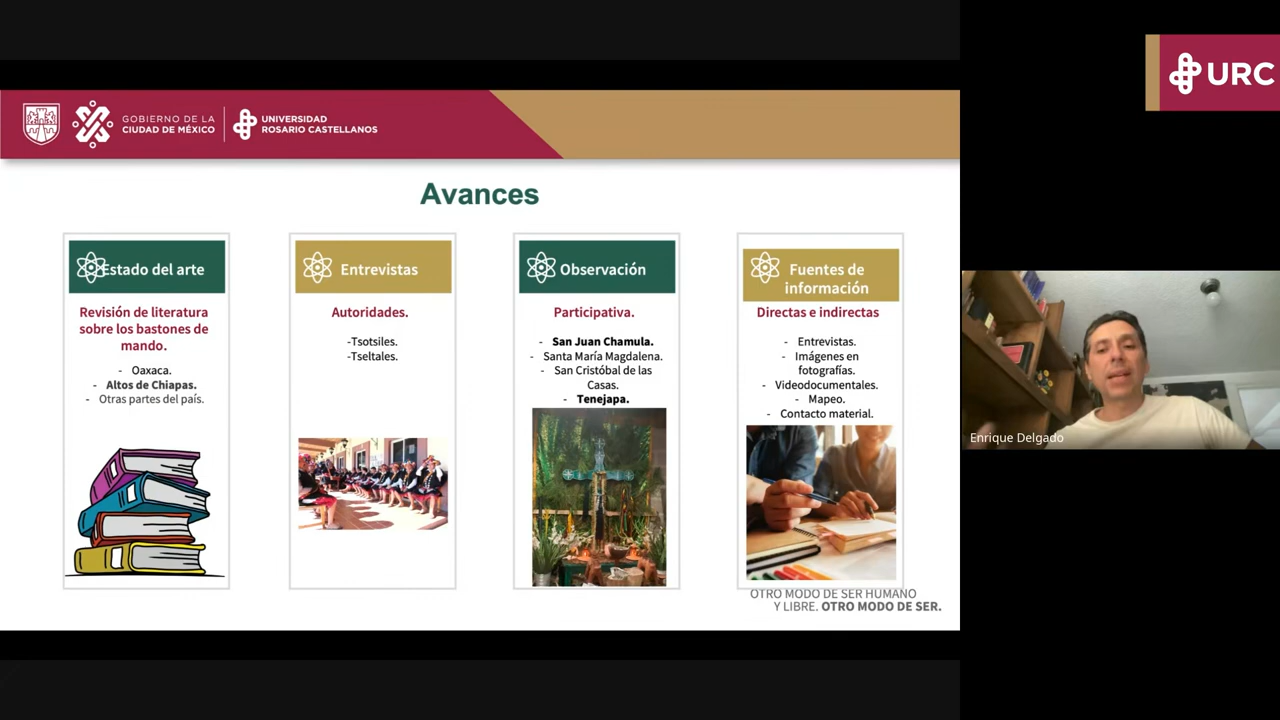 URC
GOBIERNO DE LA
CIUDAD DE MÉXICO
UNIVERSIDAD
ROSARIO CASTELLANOS
Avances
Estado del arte
Revisión de literatura
sobre los bastones de
mando.
- Oaxaca.
- Altos de Chiapas.
- Otras partes del país.
Entrevistas
Autoridades.
-Tsotsiles.
-Tseltales.
Observación
Participativa.
- San Juan Chamula.
- Santa María Magdalena.
- San Cristóbal de las
Casas.
- Tenejapa.
Fuentes de
información
Directas e indirectas
- Entrevistas.
- Imágenes en
fotografías.
- Videodocumentales.
- Mapeo.
- Contacto material.
OTRO MODO DE SER HUMANO
Y LIBRE. OTRO MODO DE SER.
Enrique Delgado